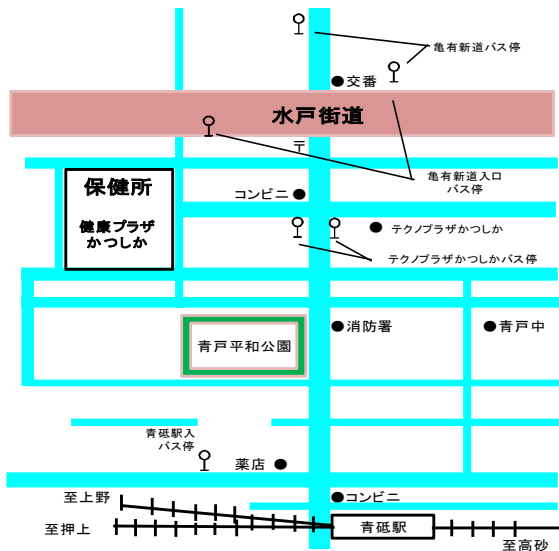 亀有新道バス停
交番
水戸街道
〒
亀有新道入口
バス停
保健所
健康プラザ
かつしか
コンビニ
テクノプラザかつしか
テクノプラザかつしかバス停
消防署
青戸中
青戸平和公園
青砥駅入
バス停
薬店
至上野
コンビニ
至押上
青砥駅
至高砂